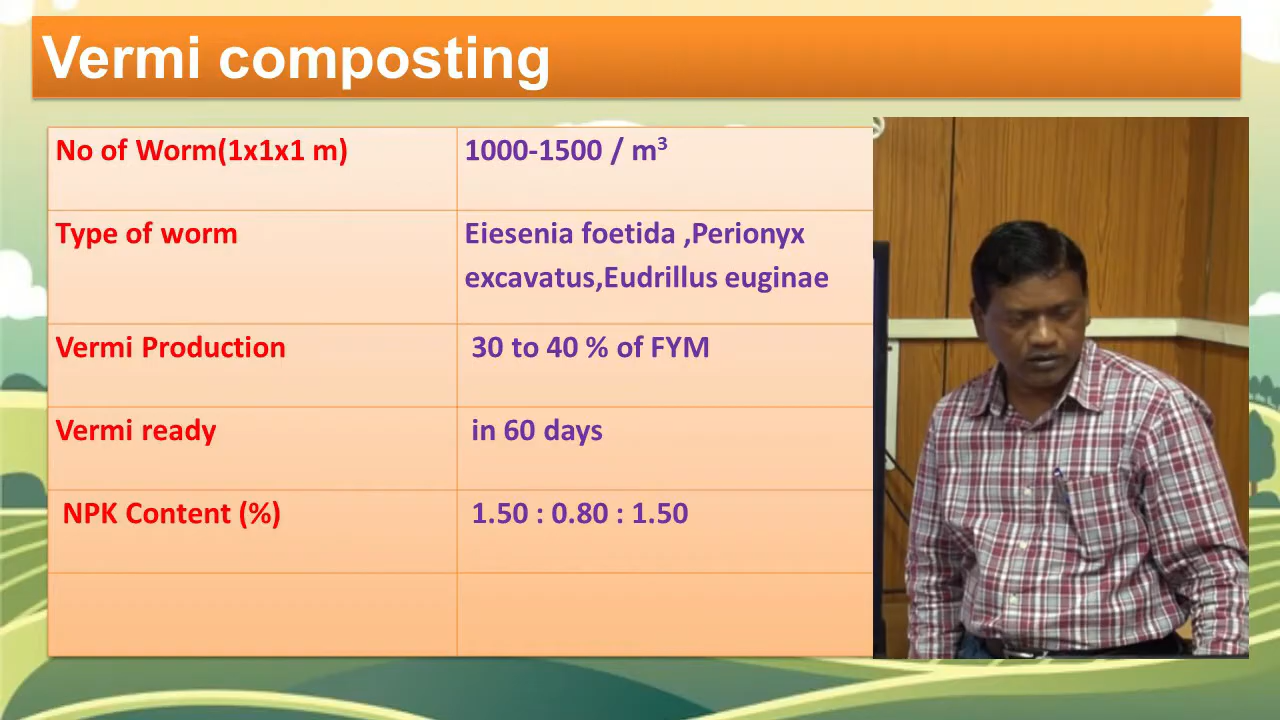 Vermi composting
No of Worm(1x1x1 m)
1000-1500 / m³
Type of worm
Eiesenia foetida ,Perionyx
excavatus,Eudrillus euginae
Vermi Production
30 to 40 % of FYM
Vermi ready
in 60 days
NPK Content (%)
1.50 : 0.80 : 1.50